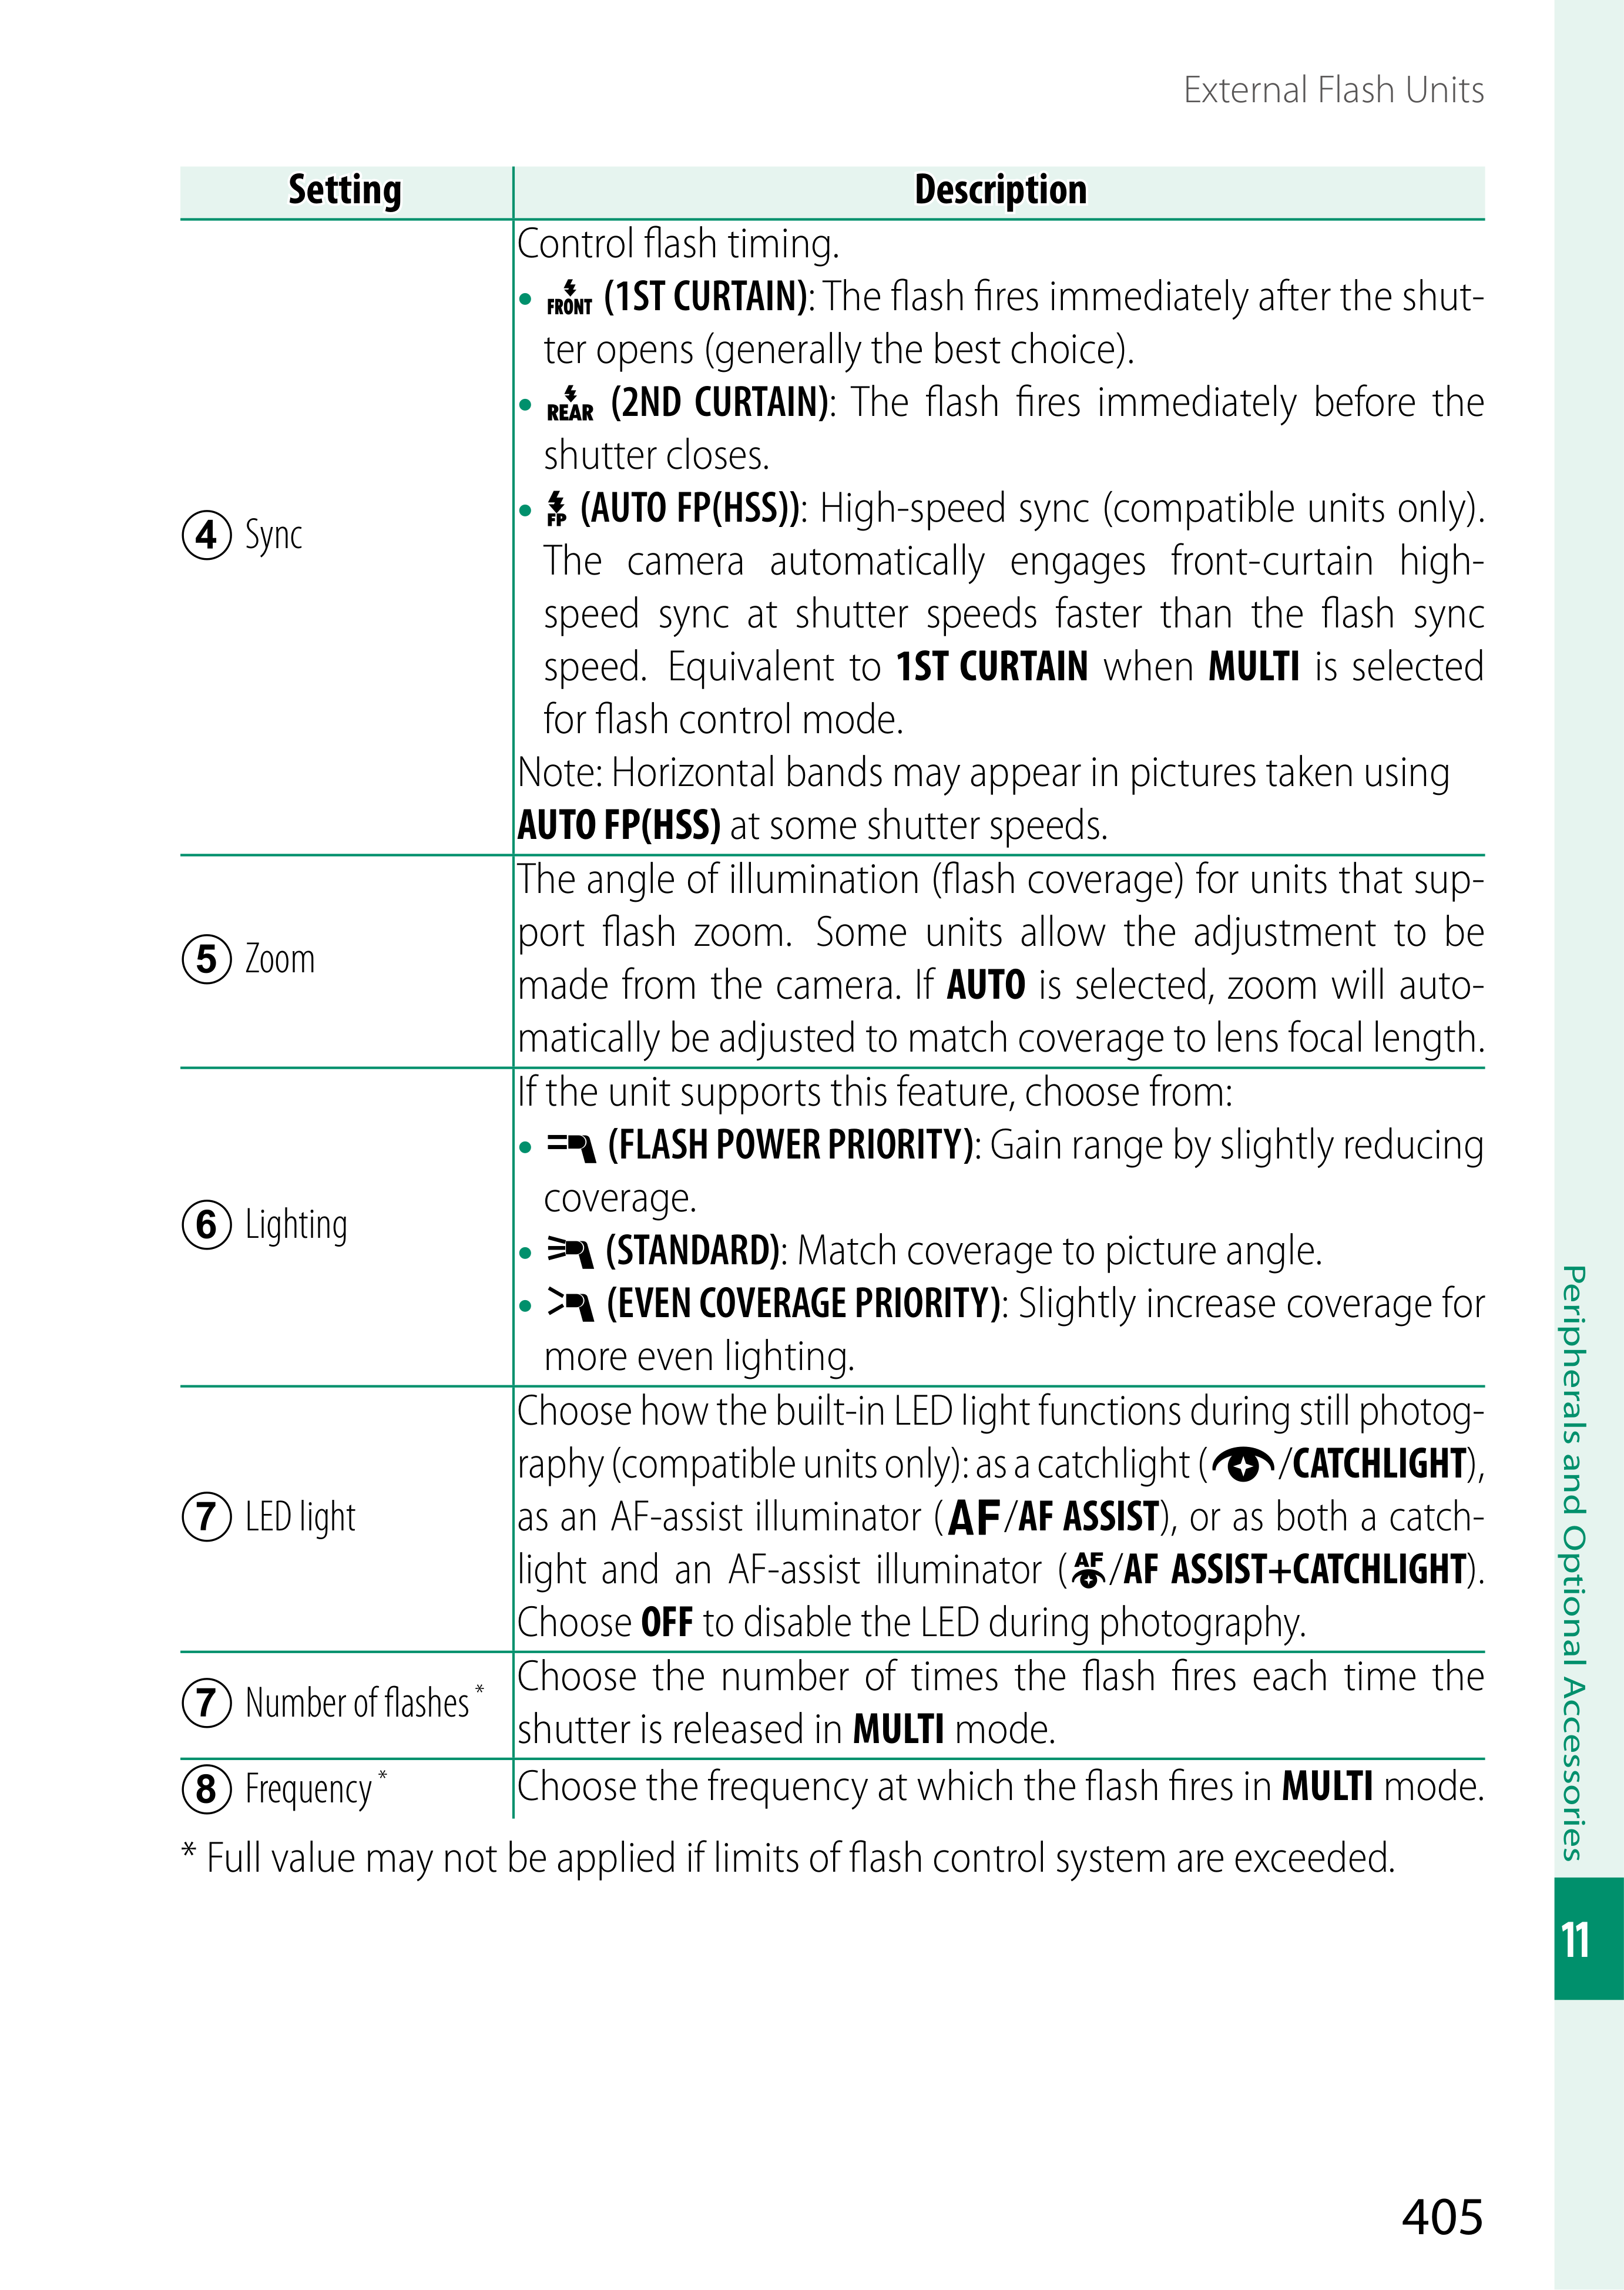 External Flash Units
Setting
Description
④ Sync
Control flash timing.
• FRONT (1ST CURTAIN): The flash fires immediately after the shut-
ter opens (generally the best choice).
• REAR (2ND CURTAIN): The flash fires immediately before the
shutter closes.
• FP (AUTO FP(HSS)): High-speed sync (compatible units only).
The camera automatically engages front-curtain high-
speed sync at shutter speeds faster than the flash sync
speed. Equivalent to 1ST CURTAIN when MULTI is selected
for flash control mode.
Note: Horizontal bands may appear in pictures taken using
AUTO FP(HSS) at some shutter speeds.
⑤ Zoom
The angle of illumination (flash coverage) for units that sup-
port flash zoom. Some units allow the adjustment to be
made from the camera. If AUTO is selected, zoom will auto-
matically be adjusted to match coverage to lens focal length.
⑥ Lighting
If the unit supports this feature, choose from:
• (FLASH POWER PRIORITY): Gain range by slightly reducing
coverage.
• (STANDARD): Match coverage to picture angle.
• (EVEN COVERAGE PRIORITY): Slightly increase coverage for
more even lighting.
⑦ LED light
Choose how the built-in LED light functions during still photog-
raphy (compatible units only): as a catchlight (/CATCHLIGHT),
as an AF-assist illuminator (AF/AF ASSIST), or as both a catch-
light and an AF-assist illuminator (AF/AF ASSIST+CATCHLIGHT).
Choose OFF to disable the LED during photography.
⑦ Number of flashes *
Choose the number of times the flash fires each time the
shutter is released in MULTI mode.
⑧ Frequency *
Choose the frequency at which the flash fires in MULTI mode.
* Full value may not be applied if limits of flash control system are exceeded.
Peripherals and Optional Accessories
11
405